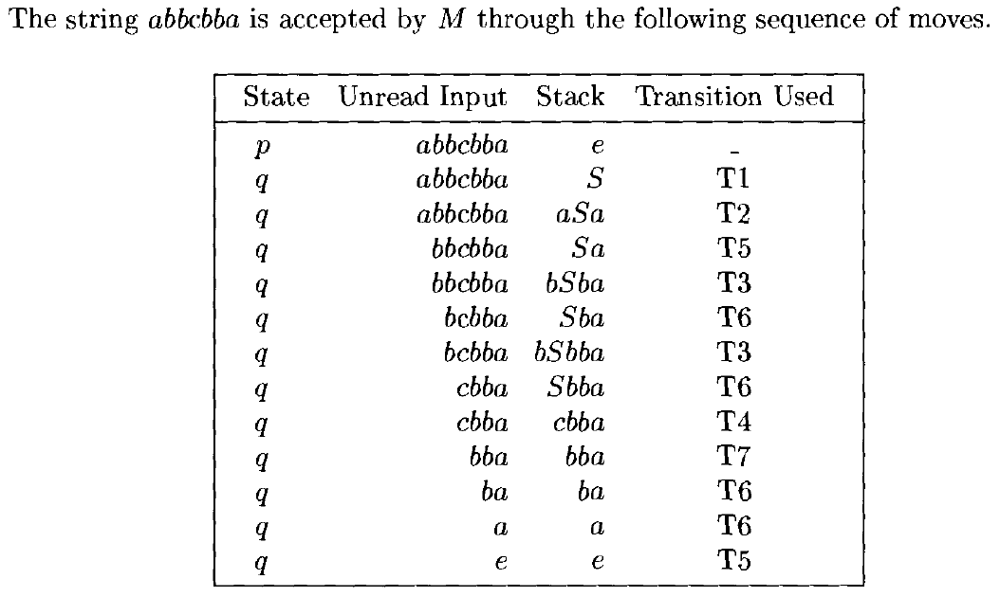 The string abbcbba is accepted by M through the following sequence of moves.
State Unread Input Stack Transition Used
p abbcbba e -
q abbcbba S T1
q abbcbba aSa T2
q bbcbba Sa T5
q bbcbba bSba T3
q bcbba Sba T6
q bcbba bSbba T3
q cbba Sbba T6
q cbba cbba T4
q bba bba T7
q ba ba T6
q a a T6
q e e T5